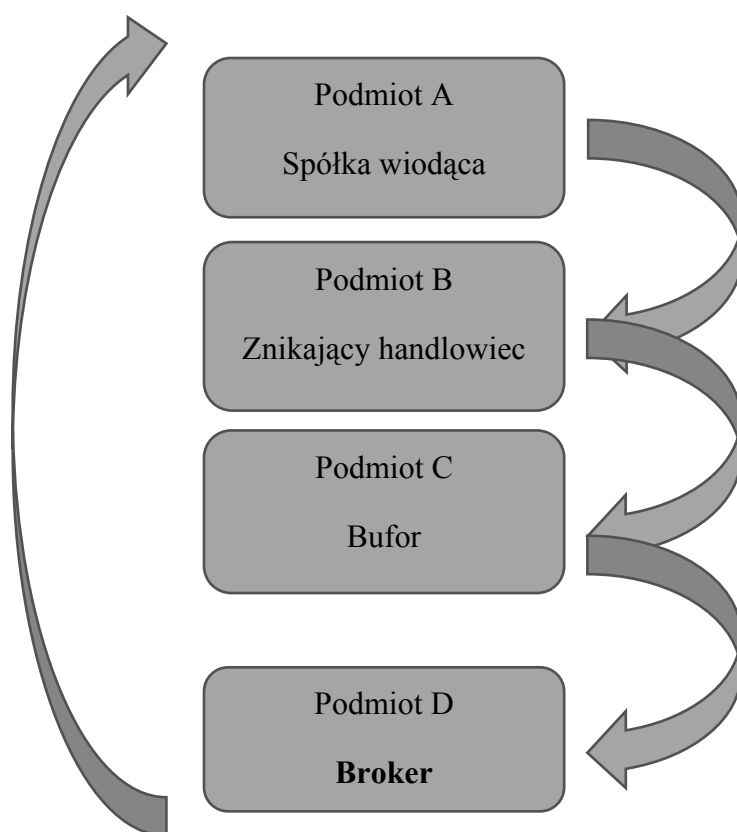 Podmiot A
Spółka wiodąca
Podmiot B
Znikający handlowiec
Podmiot C
Bufor
Podmiot D
Broker